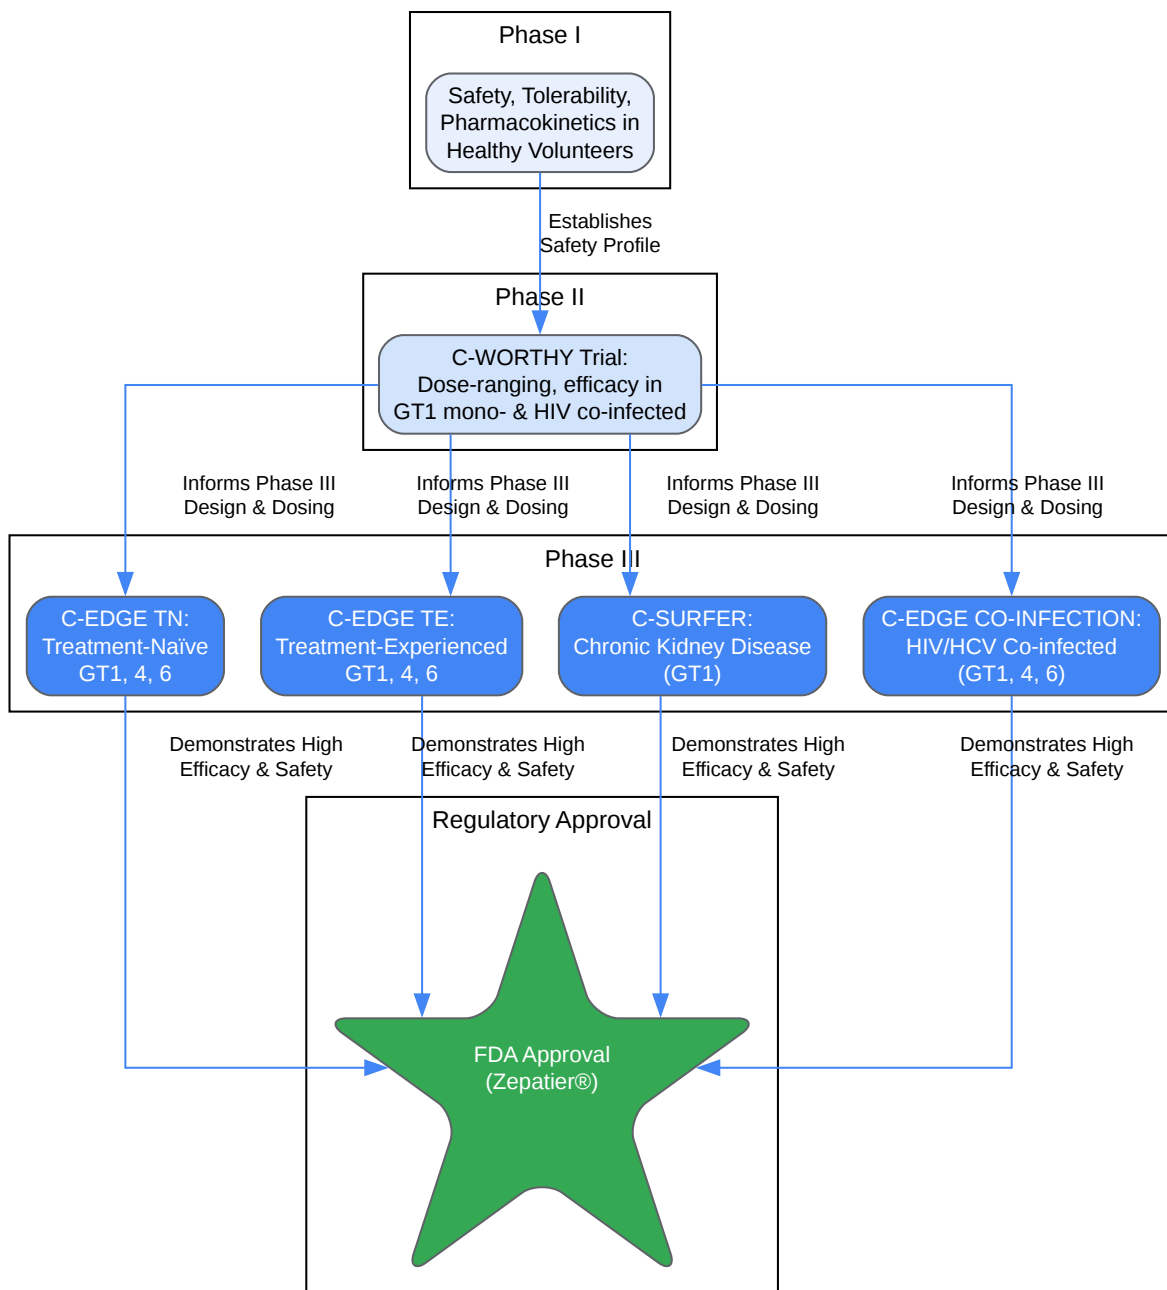 Phase I
Safety, Tolerability,
Pharmacokinetics in
Healthy Volunteers
Establishes
Safety Profile
Phase II
C-WORTHY Trial:
Dose-ranging, efficacy in
GT1 mono- & HIV co-infected
Informs Phase III
Design & Dosing
Informs Phase III
Design & Dosing
Informs Phase III
Design & Dosing
Informs Phase III
Design & Dosing
Phase III
C-EDGE TN:
Treatment-Naïve
GT1, 4, 6
C-EDGE TE:
Treatment-Experienced
GT1, 4, 6
C-SURFER:
Chronic Kidney Disease
(GT1)
C-EDGE CO-INFECTION:
HIV/HCV Co-infected
(GT1, 4, 6)
Demonstrates High
Efficacy & Safety
Demonstrates High
Efficacy & Safety
Demonstrates High
Efficacy & Safety
Demonstrates High
Efficacy & Safety
Regulatory Approval
FDA Approval
(Zepatier®)